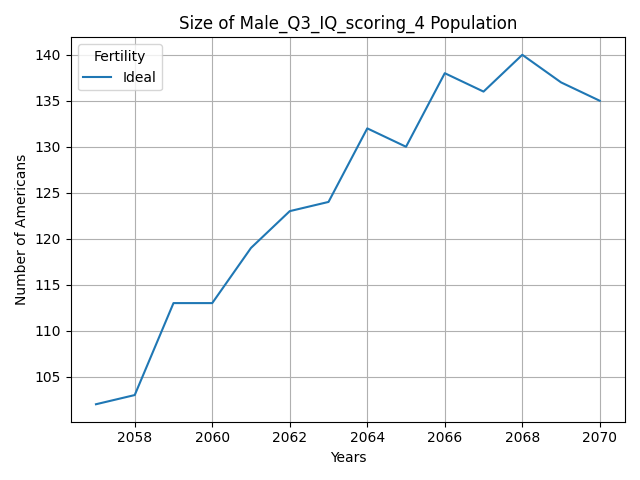 Size of Male_Q3_IQ_scoring_4 Population
Fertility
Ideal
Number of Americans
140
135
130
125
120
115
110
105
2058 2060 2062 2064 2066 2068 2070
Years